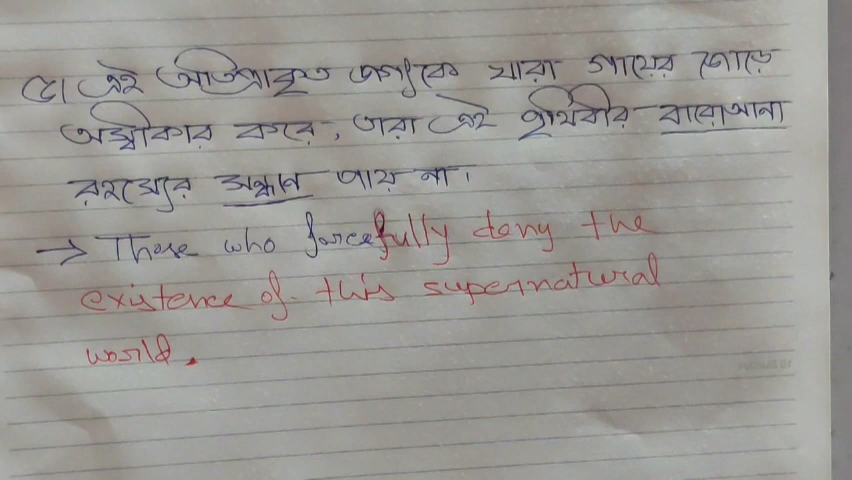 ৫। এই অতিপ্রাকৃত জগৎকে যারা গায়ের জোড়ে
অস্বীকার করে, তারা এই পৃথিবীর বারোআনা
রহস্যের সন্ধান পায় না।
→ Those who forcefully deny the
existence of this supernatural
world.